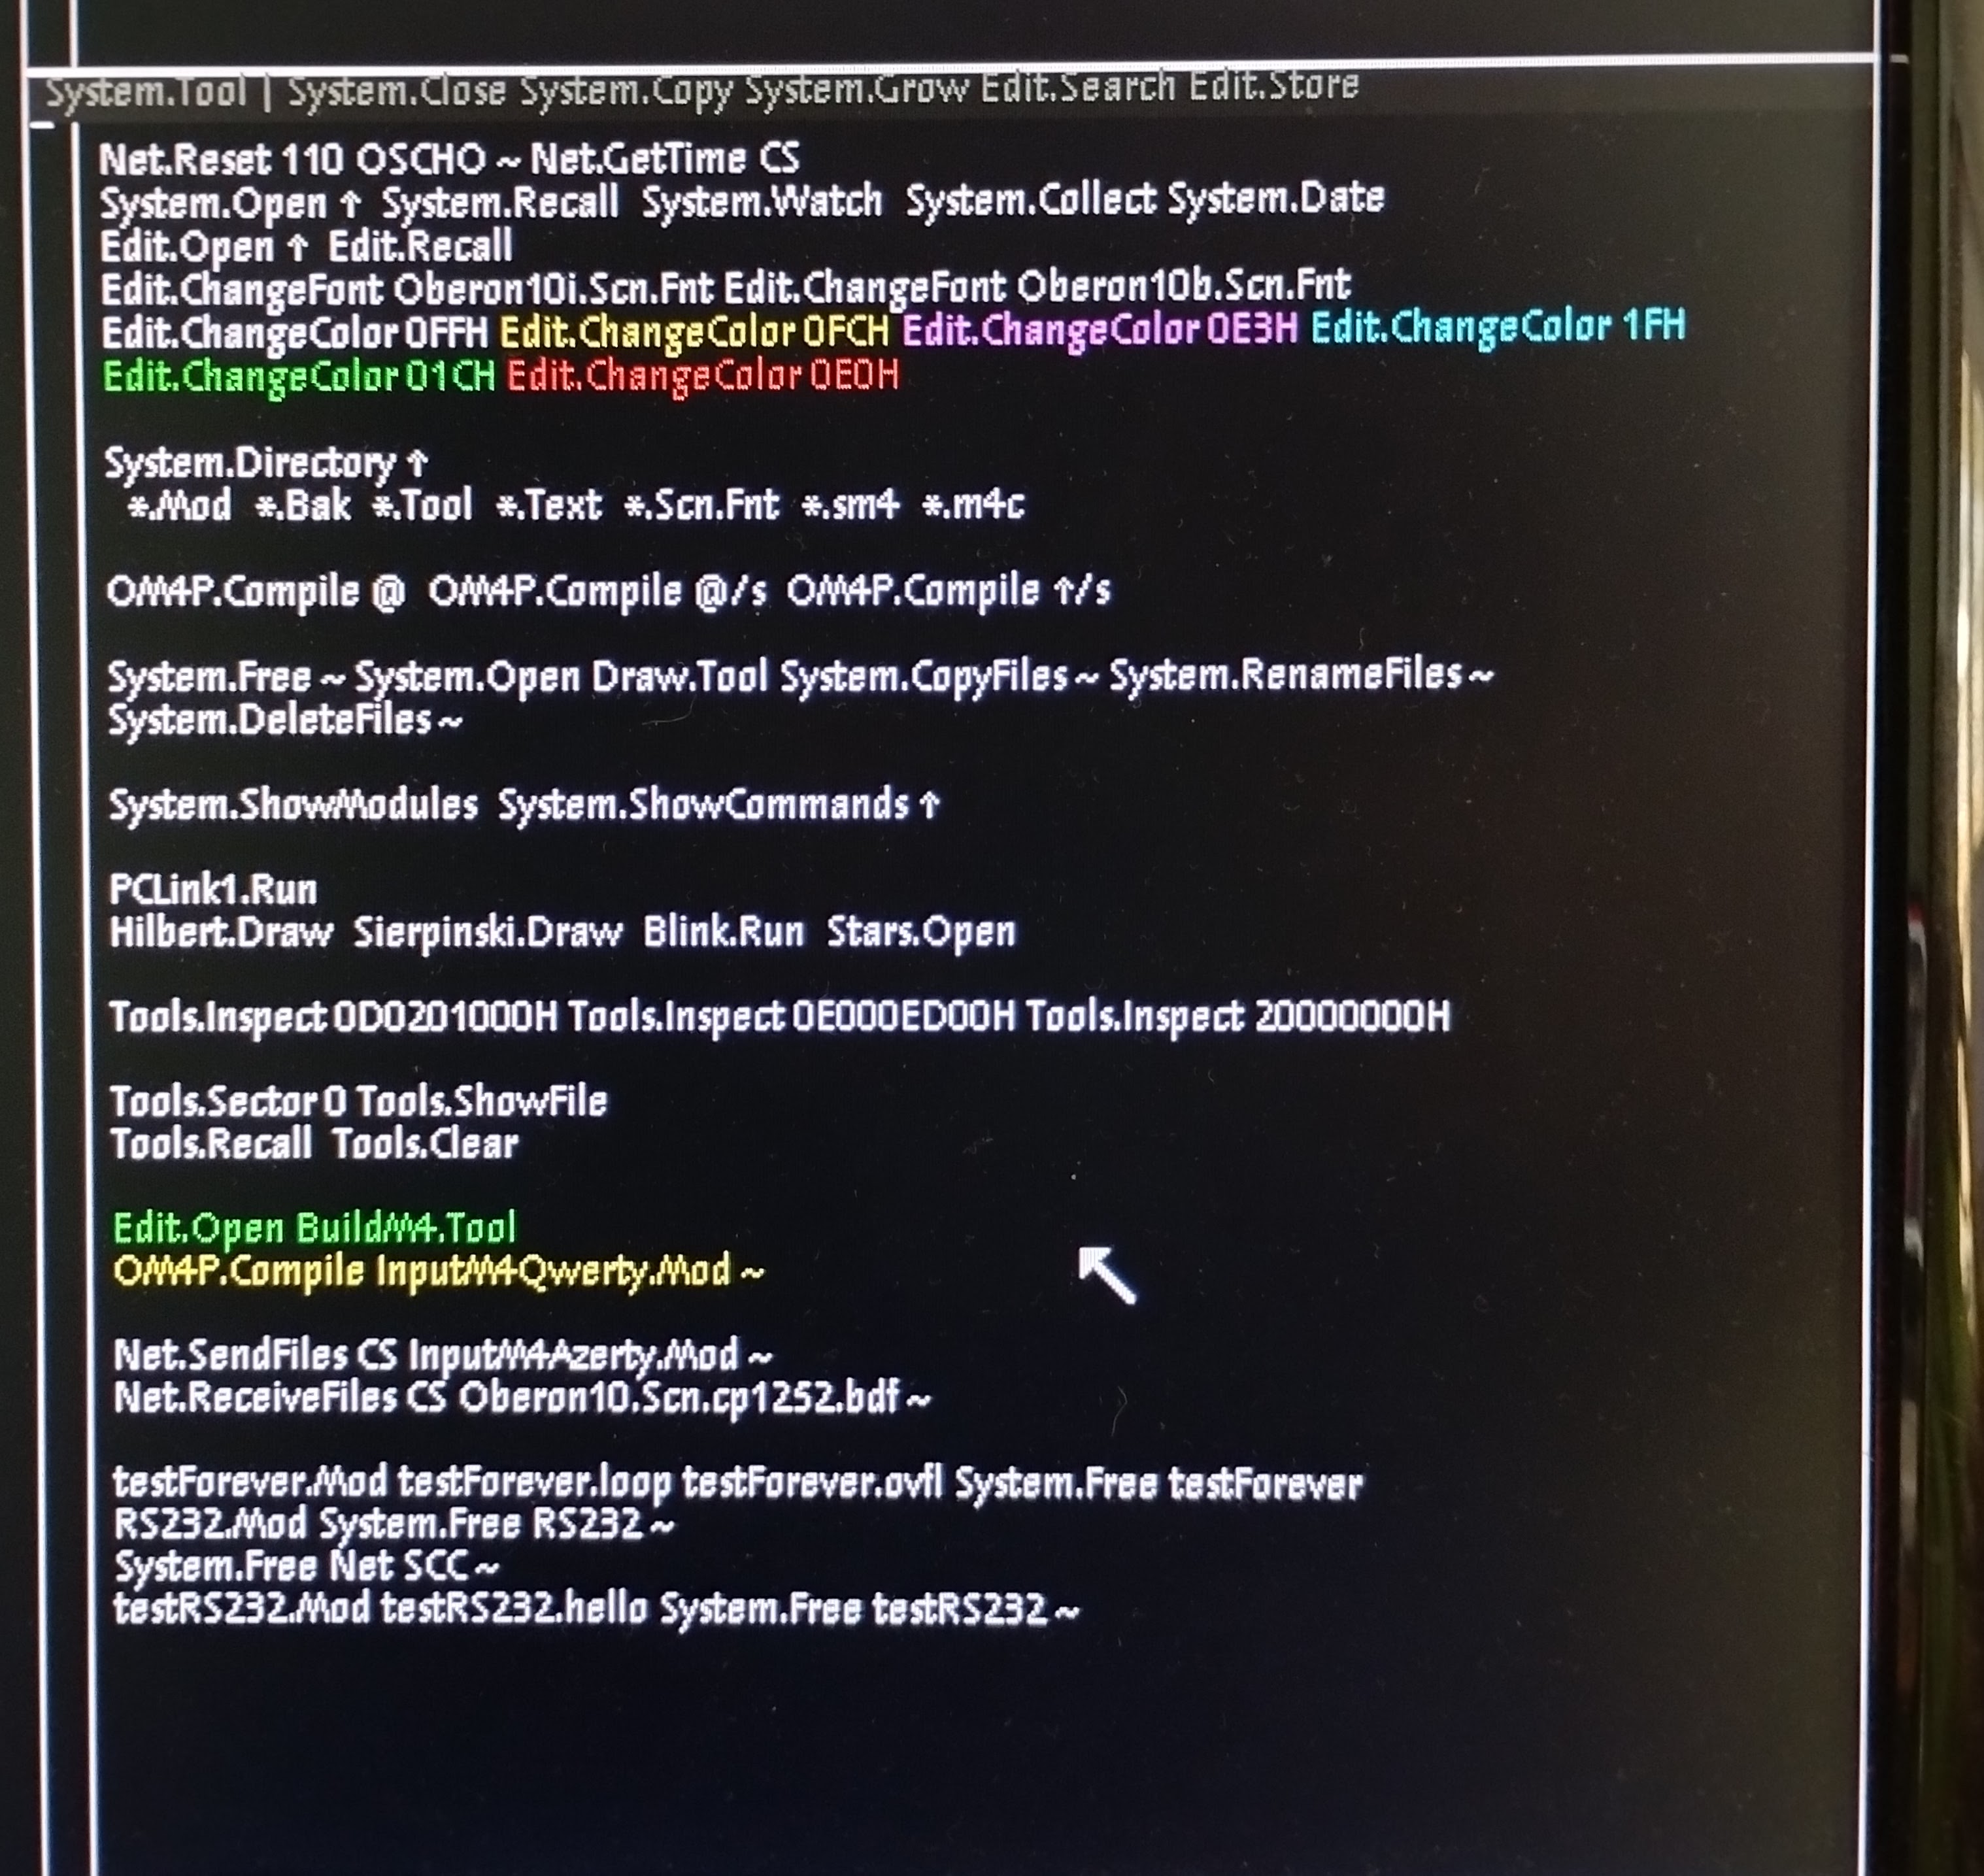 System.Tool | System.Close System.Copy System.Grow Edit.Search Edit.Store
Net.Reset 110 OSCHO ~ Net.GetTime CS
System.Open ↑ System.Recall System.Watch System.Collect System.Date
Edit.Open ↑ Edit.Recall
Edit.ChangeFont Oberon10i.Scn.Fnt Edit.ChangeFont Oberon10b.Scn.Fnt
Edit.ChangeColor 0FFH Edit.ChangeColor 0FCH Edit.ChangeColor 0E3H Edit.ChangeColor 1FH
Edit.ChangeColor 01CH Edit.ChangeColor 0E0H
System.Directory ↑
*.Mod *.Bak *.Tool *.Text *.Scn.Fnt *.sm4 *.m4c
OM4P.Compile @ OM4P.Compile @/s OM4P.Compile ↑/s
System.Free ~ System.Open Draw.Tool System.CopyFiles ~ System.RenameFiles ~
System.DeleteFiles ~
System.ShowModules System.ShowCommands ↑
PCLink1.Run
Hilbert.Draw Sierpinski.Draw Blink.Run Stars.Open
Tools.Inspect 0D0201000H Tools.Inspect 0E000ED00H Tools.Inspect 20000000H
Tools.Sector 0 Tools.ShowFile
Tools.Recall Tools.Clear
Edit.Open BuildM4.Tool
OM4P.Compile InputM4Qwerty.Mod ~
Net.SendFiles CS InputM4Azerty.Mod ~
Net.ReceiveFiles CS Oberon10.Scn.cp1252.bdf ~
testForever.Mod testForever.loop testForever.ovfl System.Free testForever
RS232.Mod System.Free RS232 ~
System.Free Net SCC ~
testRS232.Mod testRS232.hello System.Free testRS232 ~